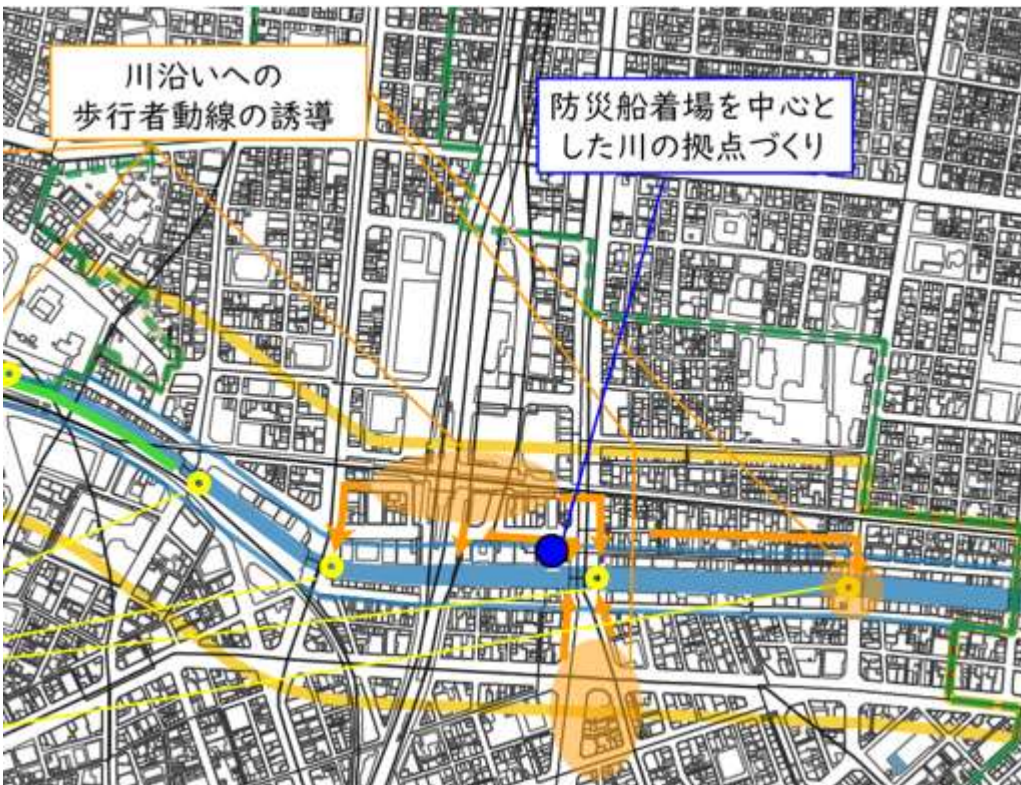 川沿いへの
歩行者動線の誘導
防災船着場を中心と
した川の拠点づくり